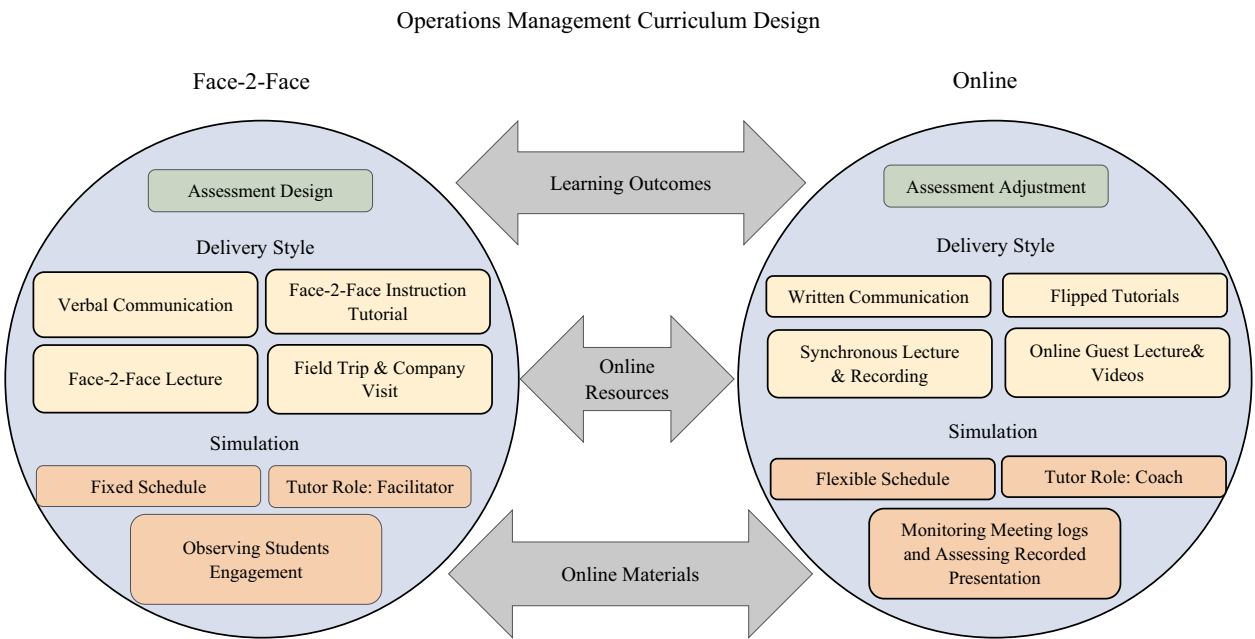 Operations Management Curriculum Design
Face-2-Face
Assessment Design
Delivery Style
Verbal Communication
Face-2-Face Instruction
Tutorial
Face-2-Face Lecture
Field Trip & Company
Visit
Simulation
Fixed Schedule
Tutor Role: Facilitator
Observing Students
Engagement
Learning Outcomes
Online
Resources
Online Materials
Online
Assessment Adjustment
Delivery Style
Written Communication
Flipped Tutorials
Synchronous Lecture
& Recording
Online Guest Lecture&
Videos
Simulation
Flexible Schedule
Tutor Role: Coach
Monitoring Meeting logs
and Assessing Recorded
Presentation